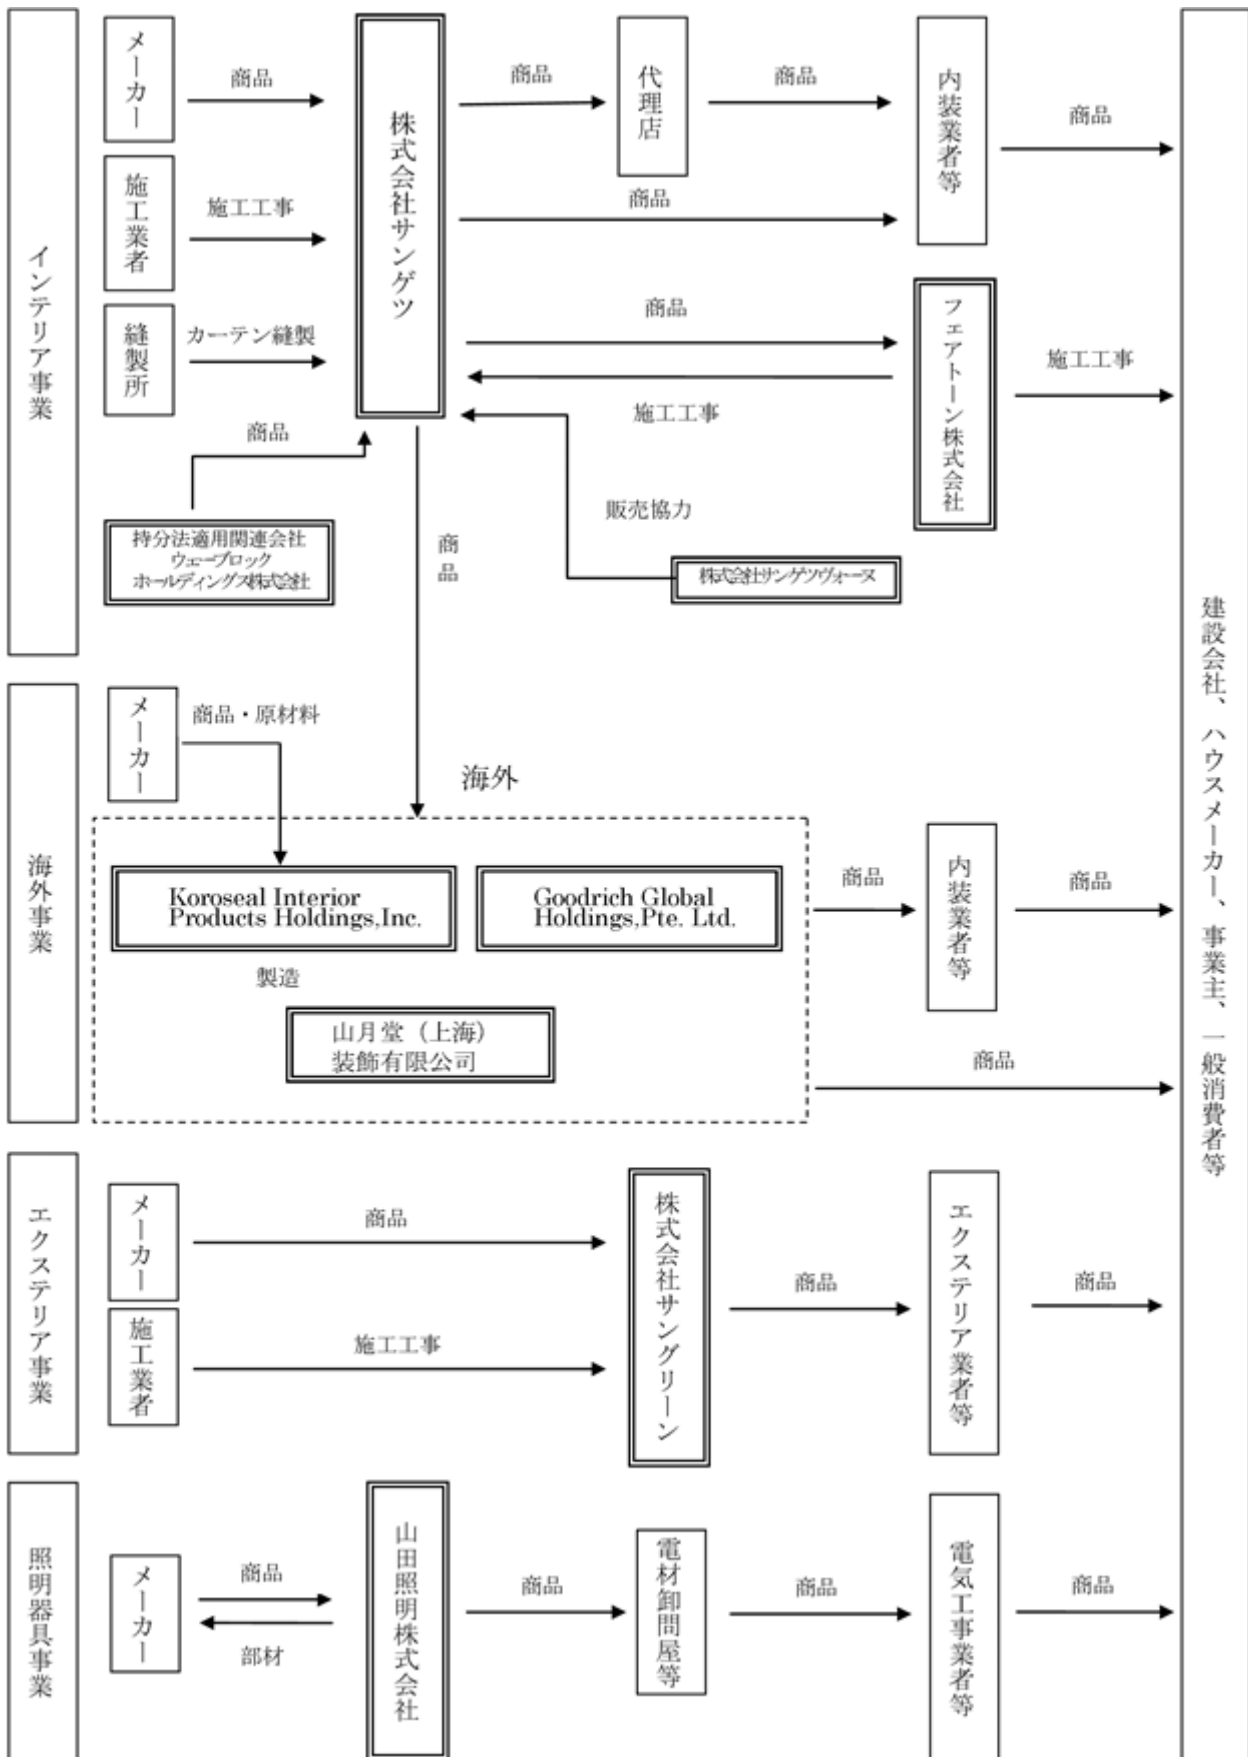 インテリア事業
メーカー
商品
施工業者
施工工事
縫製所
カーテン縫製
株式会社サンゲツ
商品
代理店
商品
内装業者等
商品
商品
商品
施工工事
フェアトーン株式会社
施工工事
商品
持分法適用関連会社
ウェーブロック
ホールディングス株式会社
販売協力
株式会社サンゲツヴォーヌ
商品
海外事業
メーカー
商品・原材料
海外
Koroseal Interior
Products Holdings,Inc.
Goodrich Global
Holdings,Pte. Ltd.
製造
山月堂（上海）
装飾有限公司
商品
内装業者等
商品
商品
エクステリア事業
メーカー
商品
施工業者
施工工事
株式会社サングリーン
商品
エクステリア業者等
商品
照明器具事業
メーカー
商品
部材
山田照明株式会社
商品
電材卸問屋等
商品
電気工事業者等
商品
建設会社、ハウスメーカー、事業主、一般消費者等